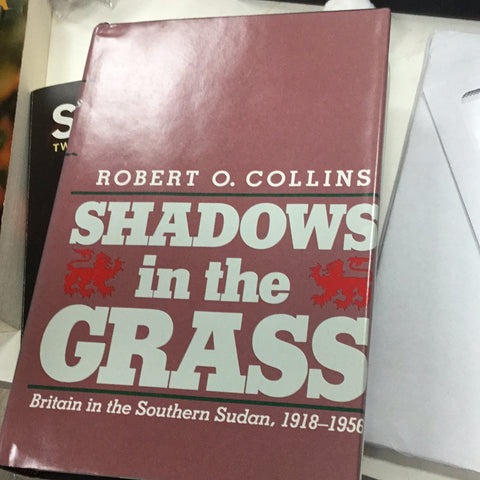 ROBERT O. COLLINS
SHADOWS
in the
GRASS
Britain in the Southern Sudan, 1918–1956